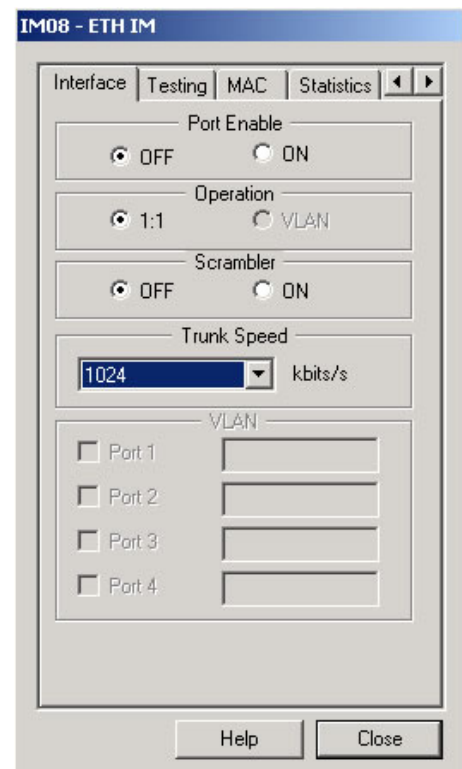 IM08 - ETH IM
Interface Testing MAC Statistics
Port Enable
OFF ON
Operation
1:1 VLAN
Scrambler
OFF ON
Trunk Speed
1024 kbits/s
VLAN
Port 1
Port 2
Port 3
Port 4
Help Close